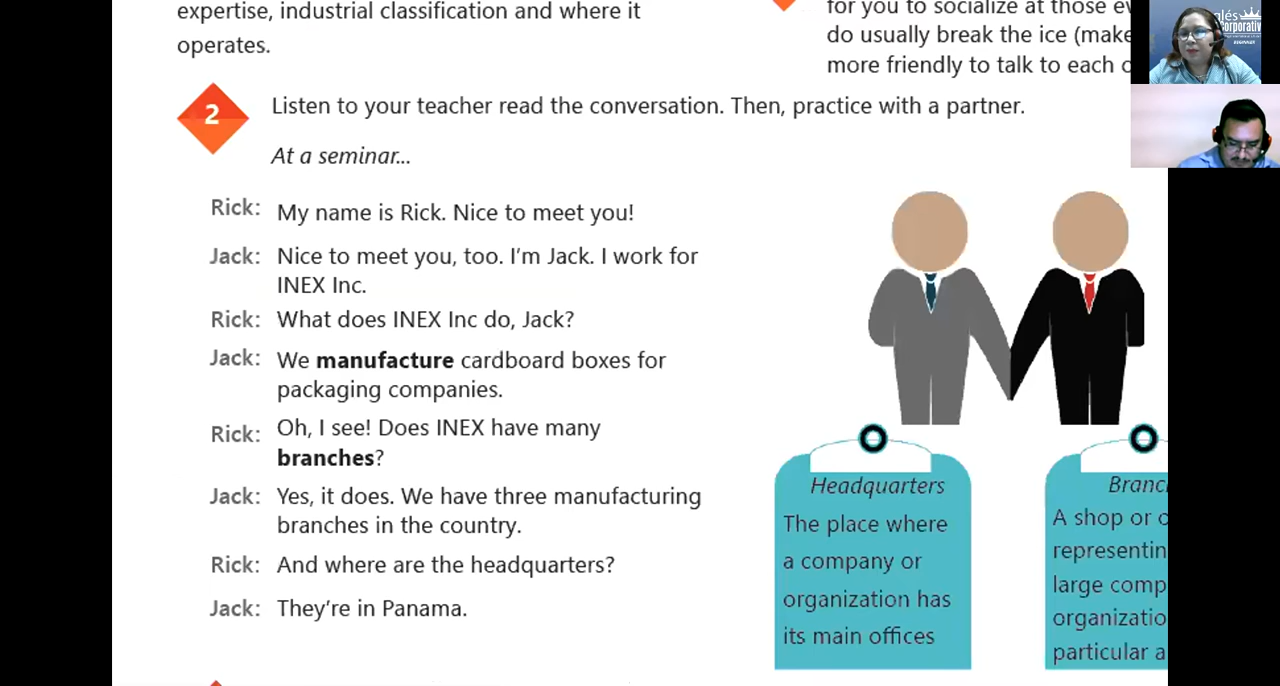 expertise, industrial classification and where it
operates.
for you to socialize at those
do usually break the ice (make
more friendly to talk to each
2
Listen to your teacher read the conversation. Then, practice with a partner.
At a seminar...
Rick: My name is Rick. Nice to meet you!
Jack: Nice to meet you, too. I'm Jack. I work for
INEX Inc.
Rick: What does INEX Inc do, Jack?
Jack: We manufacture cardboard boxes for
packaging companies.
Rick: Oh, I see! Does INEX have many
branches?
Jack: Yes, it does. We have three manufacturing
branches in the country.
Rick: And where are the headquarters?
Jack: They're in Panama.
Headquarters
The place where
a company or
organization has
its main offices
A shop or
large
particular